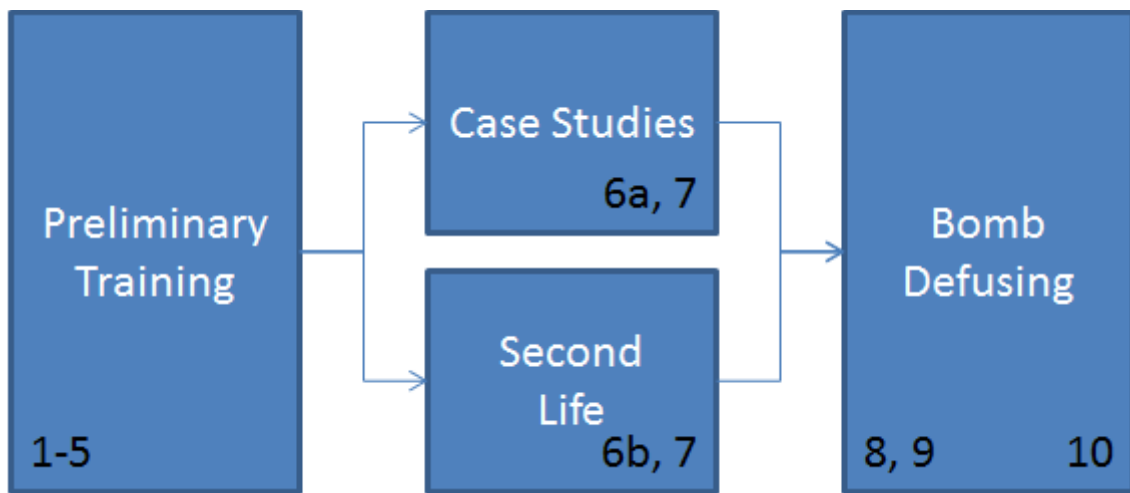 Preliminary
Training
1-5
Case Studies
6a, 7
Second
Life
6b, 7
Bomb
Defusing
8, 9 10